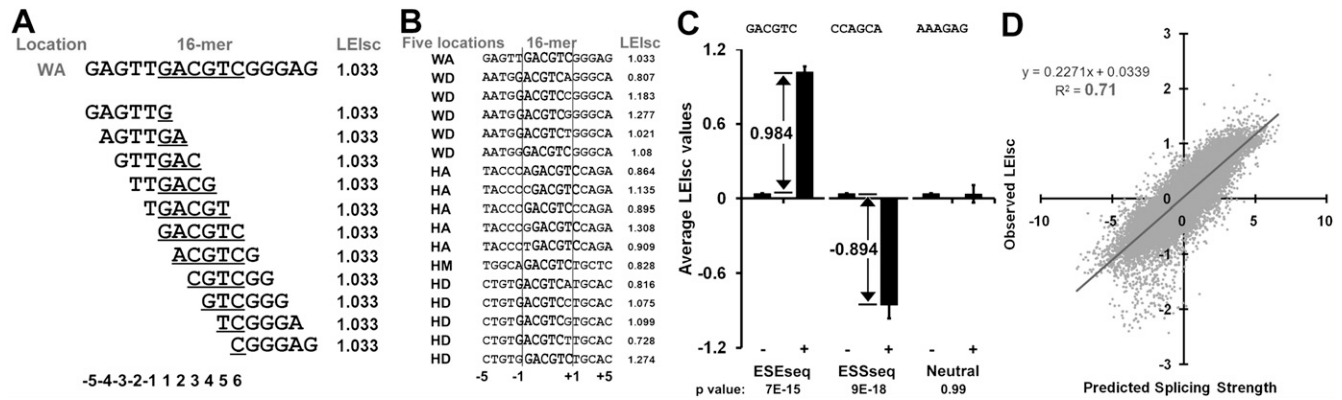 A
Location 16-mer LEIsc
WA GAGTTGACGTCGGGAG 1.033
GAGTTG 1.033
AGTTGA 1.033
GTTGAC 1.033
TTGACG 1.033
TGACGT 1.033
GACGTC 1.033
ACGTCG 1.033
CGTCGG 1.033
GTCGGG 1.033
TCGGGA 1.033
CGGGAG 1.033
-5-4-3-2-1 1 2 3 4 5 6
B
Five locations 16-mer LEIsc
WA GAGTTGACGTCGGGAG 1.033
WD AATGGACGTCAGGGCA 0.807
WD AATGGACGTCCGGGCA 1.183
WD AATGGACGTCGGGGCA 1.277
WD AATGGACGTCTGGGCA 1.021
WD AATGGGACGTCGGGCA 1.08
HA TACCCAGACGTCCAGA 0.864
HA TACCCCGACGTCCAGA 1.135
HA TACCCGACGTCCCAGA 0.895
HA TACCCGGACGTCCAGA 1.308
HA TACCCTGACGTCCAGA 0.909
HM TGGCAGACGTCTGCTC 0.828
HD CTGTGACGTCATGCAC 0.816
HD CTGTGACGTCCTGCAC 1.075
HD CTGTGACGTCGTGCAC 1.099
HD CTGTGACGTCTTGCAC 0.728
HD CTGTGGACGTCTGCAC 1.274
-5 -1 +1 +5
C
GACGTC CCAGCA AAAGAG
Average LEIsc values
1.2
0.6
0
-0.6
-1.2
0.984
-0.894
- + - + - +
ESEseq ESSseq Neutral
p value: 7E-15 9E-18 0.99
D
y = 0.2271x + 0.0339
R² = 0.71
Observed LEIsc
3
2
1
0
-1
-2
-3
-10 -5 0 5 10
Predicted Splicing Strength